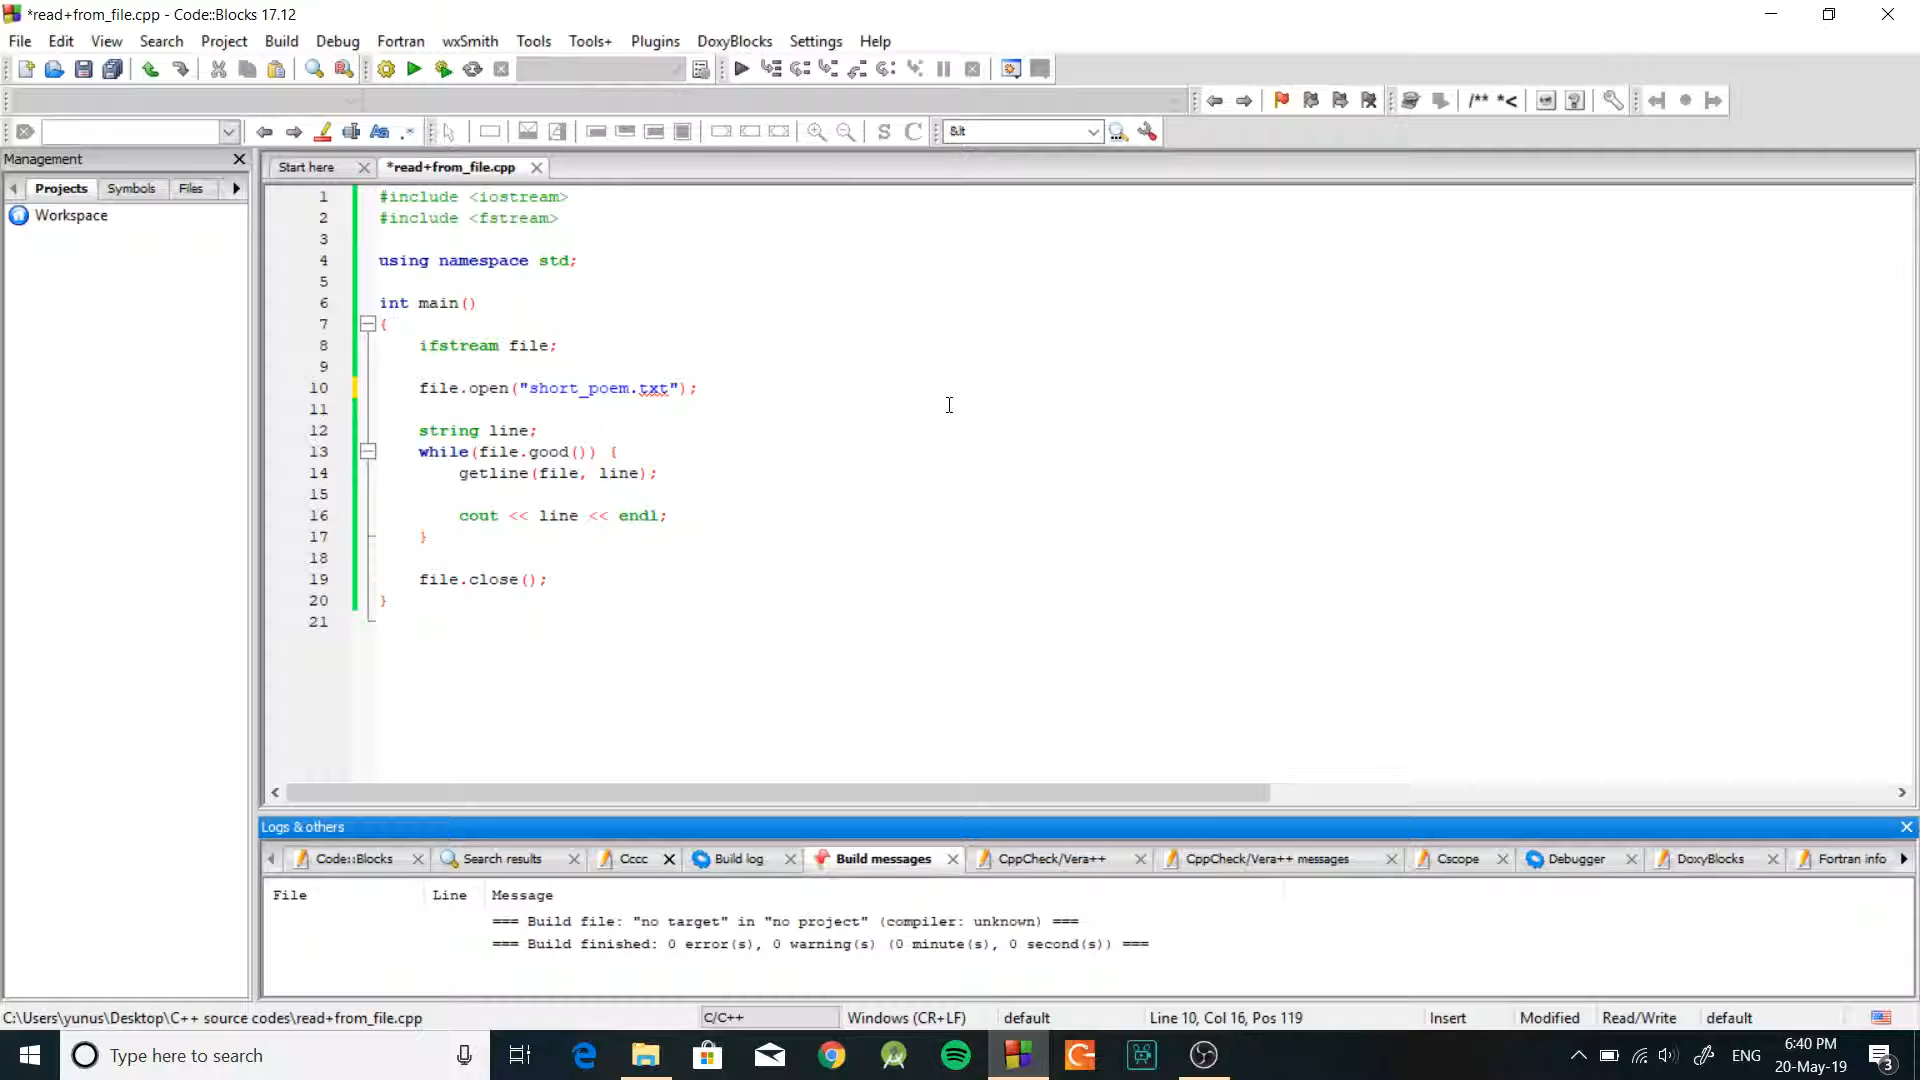 *read+from_file.cpp - Code::Blocks 17.12
File Edit View Search Project Build Debug Fortran wxSmith Tools Tools+ Plugins DoxyBlocks Settings Help
/** *<
S C &lt
Management
Start here *read+from_file.cpp
Projects Symbols Files
Workspace
1 #include <iostream>
2 #include <fstream>
3
4 using namespace std;
5
6 int main()
7 {
8 ifstream file;
9
10 file.open("short_poem.txt");
11
12 string line;
13 while(file.good()) {
14 getline(file, line);
15
16 cout << line << endl;
17 }
18
19 file.close();
20 }
21
Logs & others
Code::Blocks Search results Cccc Build log Build messages CppCheck/Vera++ CppCheck/Vera++ messages Cscope Debugger DoxyBlocks Fortran info
File Line Message
=== Build file: "no target" in "no project" (compiler: unknown) ===
=== Build finished: 0 error(s), 0 warning(s) (0 minute(s), 0 second(s)) ===
C:\Users\yunus\Desktop\C++ source codes\read+from_file.cpp C/C++ Windows (CR+LF) default Line 10, Col 16, Pos 119 Insert Modified Read/Write default
Type here to search
ENG
6:40 PM
20-May-19
3